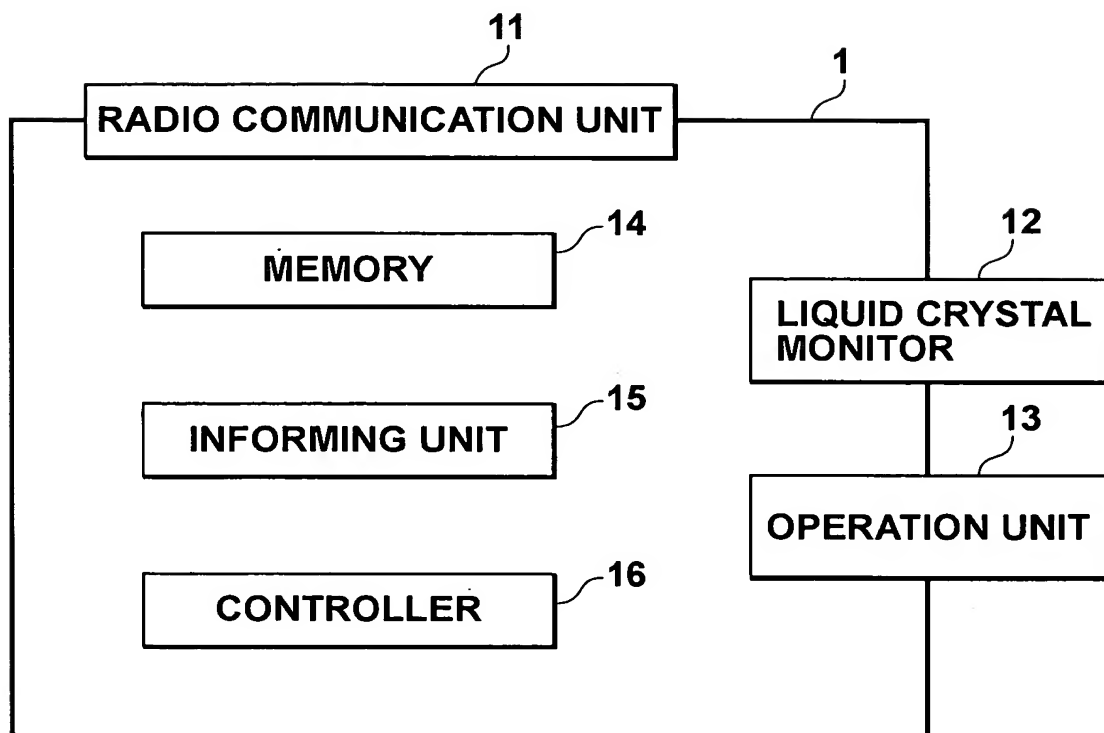 11
1
RADIO COMMUNICATION UNIT
14
MEMORY
12
LIQUID CRYSTAL
MONITOR
15
INFORMING UNIT
13
OPERATION UNIT
16
CONTROLLER